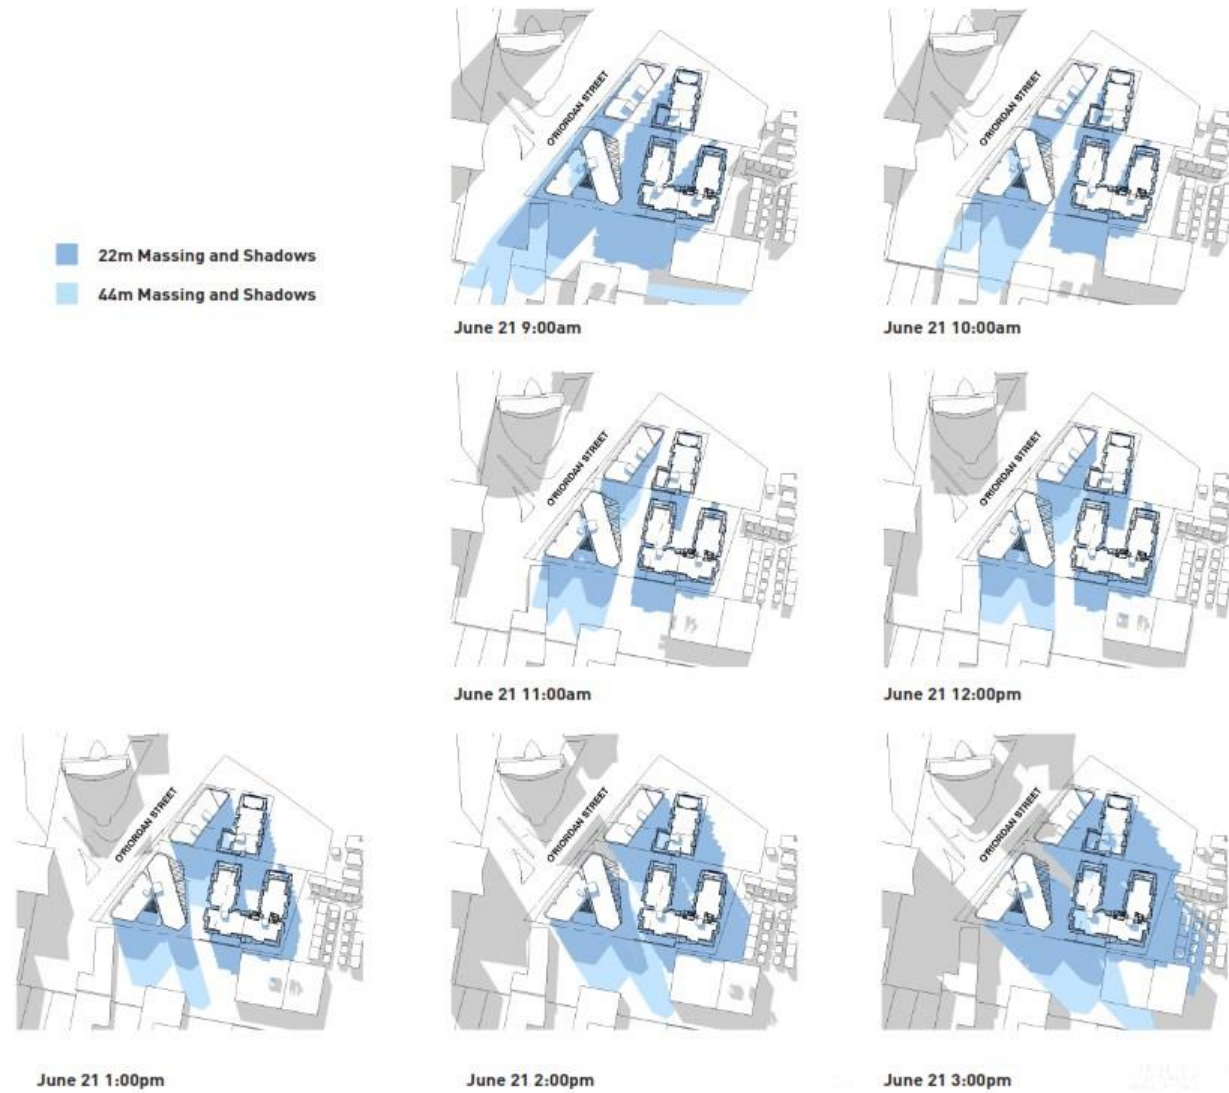 22m Massing and Shadows
44m Massing and Shadows
O'RIORDAN STREET
June 21 9:00am
O'RIORDAN STREET
June 21 10:00am
O'RIORDAN STREET
June 21 11:00am
O'RIORDAN STREET
June 21 12:00pm
O'RIORDAN STREET
June 21 1:00pm
O'RIORDAN STREET
June 21 2:00pm
O'RIORDAN STREET
June 21 3:00pm